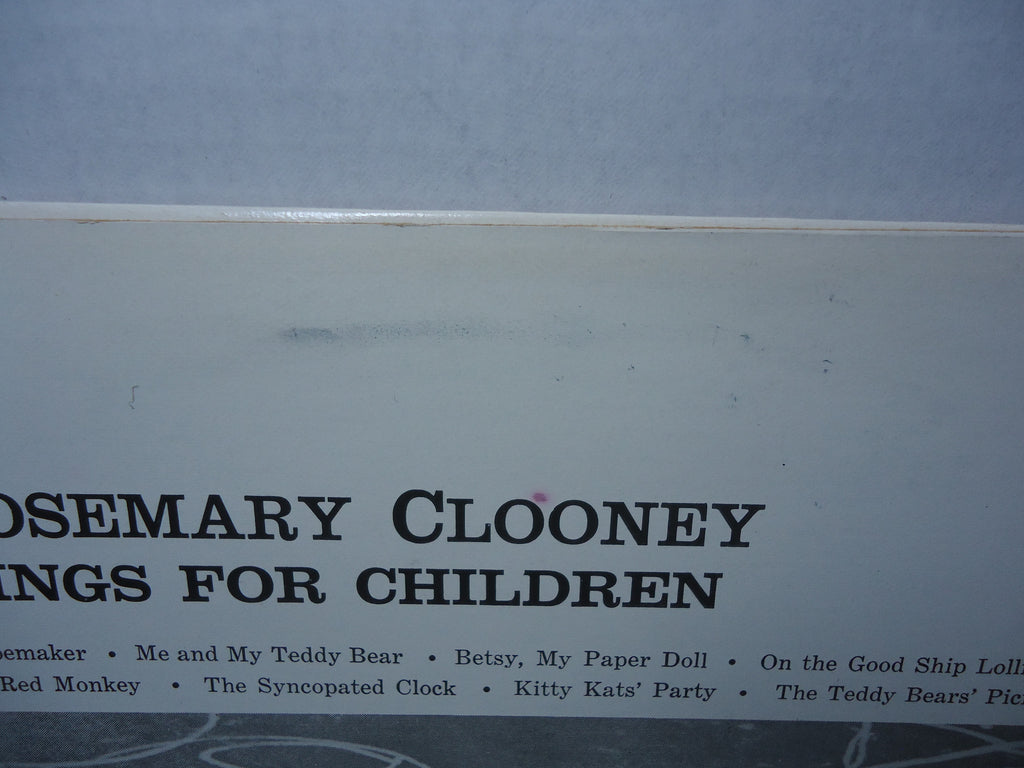 OSEMARY CLOONEY
INGS FOR CHILDREN
oemaker • Me and My Teddy Bear • Betsy, My Paper Doll • On the Good Ship Lolli
Red Monkey • The Syncopated Clock • Kitty Kats' Party • The Teddy Bears' Pic